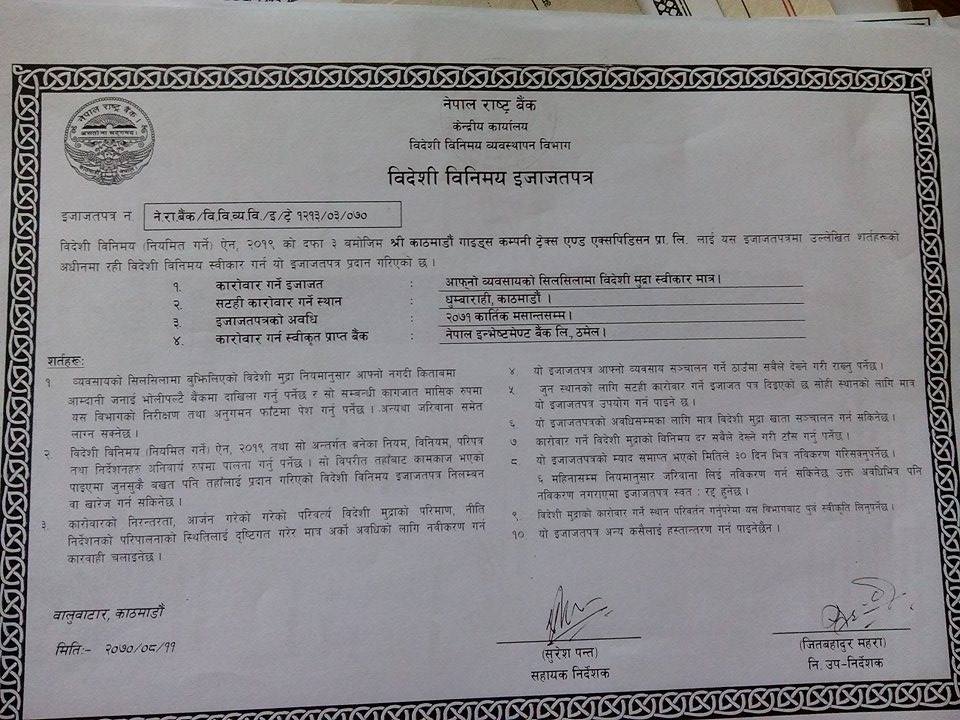 नेपाल राष्ट्र बैंक
केन्द्रीय कार्यालय
विदेशी विनिमय व्यवस्थापन विभाग
विदेशी विनिमय इजाजतपत्र
इजाजतपत्र नं. ने.रा.बैंक/वि.वि.व्य.वि./इ/ट्रे १२१३/०३/०७०
विदेशी विनिमय (नियमित गर्ने) ऐन, २०१९ को दफा ३ बमोजिम श्री काठमाडौं गाइड्स कम्पनी ट्रेक्स एण्ड एक्सपिडिसन प्रा. लि. लाई यस इजाजतपत्रमा उल्लेखित शर्तहरूको
अधीनमा रही विदेशी विनिमय स्वीकार गर्न यो इजाजतपत्र प्रदान गरिएको छ ।
१. कारोवार गर्ने इजाजत : आफ्नो व्यवसायको सिलसिलामा विदेशी मुद्रा स्वीकार मात्र।
२. सटही कारोवार गर्ने स्थान : धुम्बाराही, काठमाडौं ।
३. इजाजतपत्रको अवधि : २०७१ कार्तिक मसान्तसम्म।
४. कारोवार गर्न स्वीकृत प्राप्त बैंक : नेपाल इन्भेष्टमेण्ट बैंक लि., ठमेल।
शर्तहरू:
१ व्यवसायको सिलसिलामा बुझिलिएको विदेशी मुद्रा नियमानुसार आफ्नो नगदी किताबमा
आम्दानी जनाई भोलीपल्टै बैंकमा दाखिला गर्नु पर्नेछ र सो सम्बन्धी कागजात मासिक रुपमा
यस विभागको निरीक्षण तथा अनुगमन फाँटमा पेश गर्नु पर्नेछ । अन्यथा जरिवाना समेत
लाग्न सक्नेछ ।
२. विदेशी विनिमय (नियमित गर्ने) ऐन, २०१९ तथा सो अन्तर्गत बनेका नियम, विनियम, परिपत्र
तथा निर्देशनहरु अनिवार्य रुपमा पालना गर्नु पर्नेछ । सो विपरीत तहाँबाट कामकाज भएको
पाइएमा जुनसुकै बखत पनि तहाँलाई प्रदान गरिएको विदेशी विनिमय इजाजतपत्र निलम्बन
वा खारेज गर्न सकिनेछ ।
३. कारोवारको निरन्तरता, आर्जन गरेको गरेको परिवर्त्य विदेशी मुद्राको परिमाण, नीति
निर्देशनको परिपालनाको स्थितिलाई दृष्टिगत गरेर मात्र अर्को अवधिको लागि नवीकरण गर्न
कारवाही चलाइनेछ ।
४ यो इजाजतपत्र आफ्नो व्यवसाय सञ्चालन गर्ने ठाउँमा सबैले देख्ने गरी राख्नु पर्नेछ ।
५ जुन स्थानको लागि सटही कारोवार गर्ने इजाजत पत्र दिइएको छ सोही स्थानको लागि मात्र
यो इजाजतपत्र उपयोग गर्न पाइने छ ।
६ यो इजाजतपत्रको अवधिसम्मका लागि मात्र विदेशी मुद्रा खाता सञ्चालन गर्न सकिनेछ ।
७ कारोवार गर्ने विदेशी मुद्राको विनिमय दर सबैले देख्ने गरी टाँस गर्नु पर्नेछ ।
८ यो इजाजतपत्रको म्याद समाप्त भएको मितिले ३० दिन भित्र नविकरण गरिसक्नुपर्नेछ ।
६ महिनासम्म नियमानुसार जरिवाना लिई नविकरण गर्न सकिनेछ उक्त अवधिभित्र पनि
नविकरण नगराएमा इजाजतपत्र स्वत : रद्द हुनेछ ।
९ विदेशी मुद्राको कारोवार गर्ने स्थान परिवर्तन गर्नुपरेमा यस विभागबाट पुर्व स्वीकृति लिनुपर्नेछ ।
१० यो इजाजतपत्र अन्य कसैलाई हस्तान्तरण गर्न पाइनेछैन ।
वालुवाटार, काठमाडौं
मिति:- २०७०/०८/११
(सुरेश पन्त)
सहायक निर्देशक
(जितबहादुर महरा)
नि. उप-निर्देशक